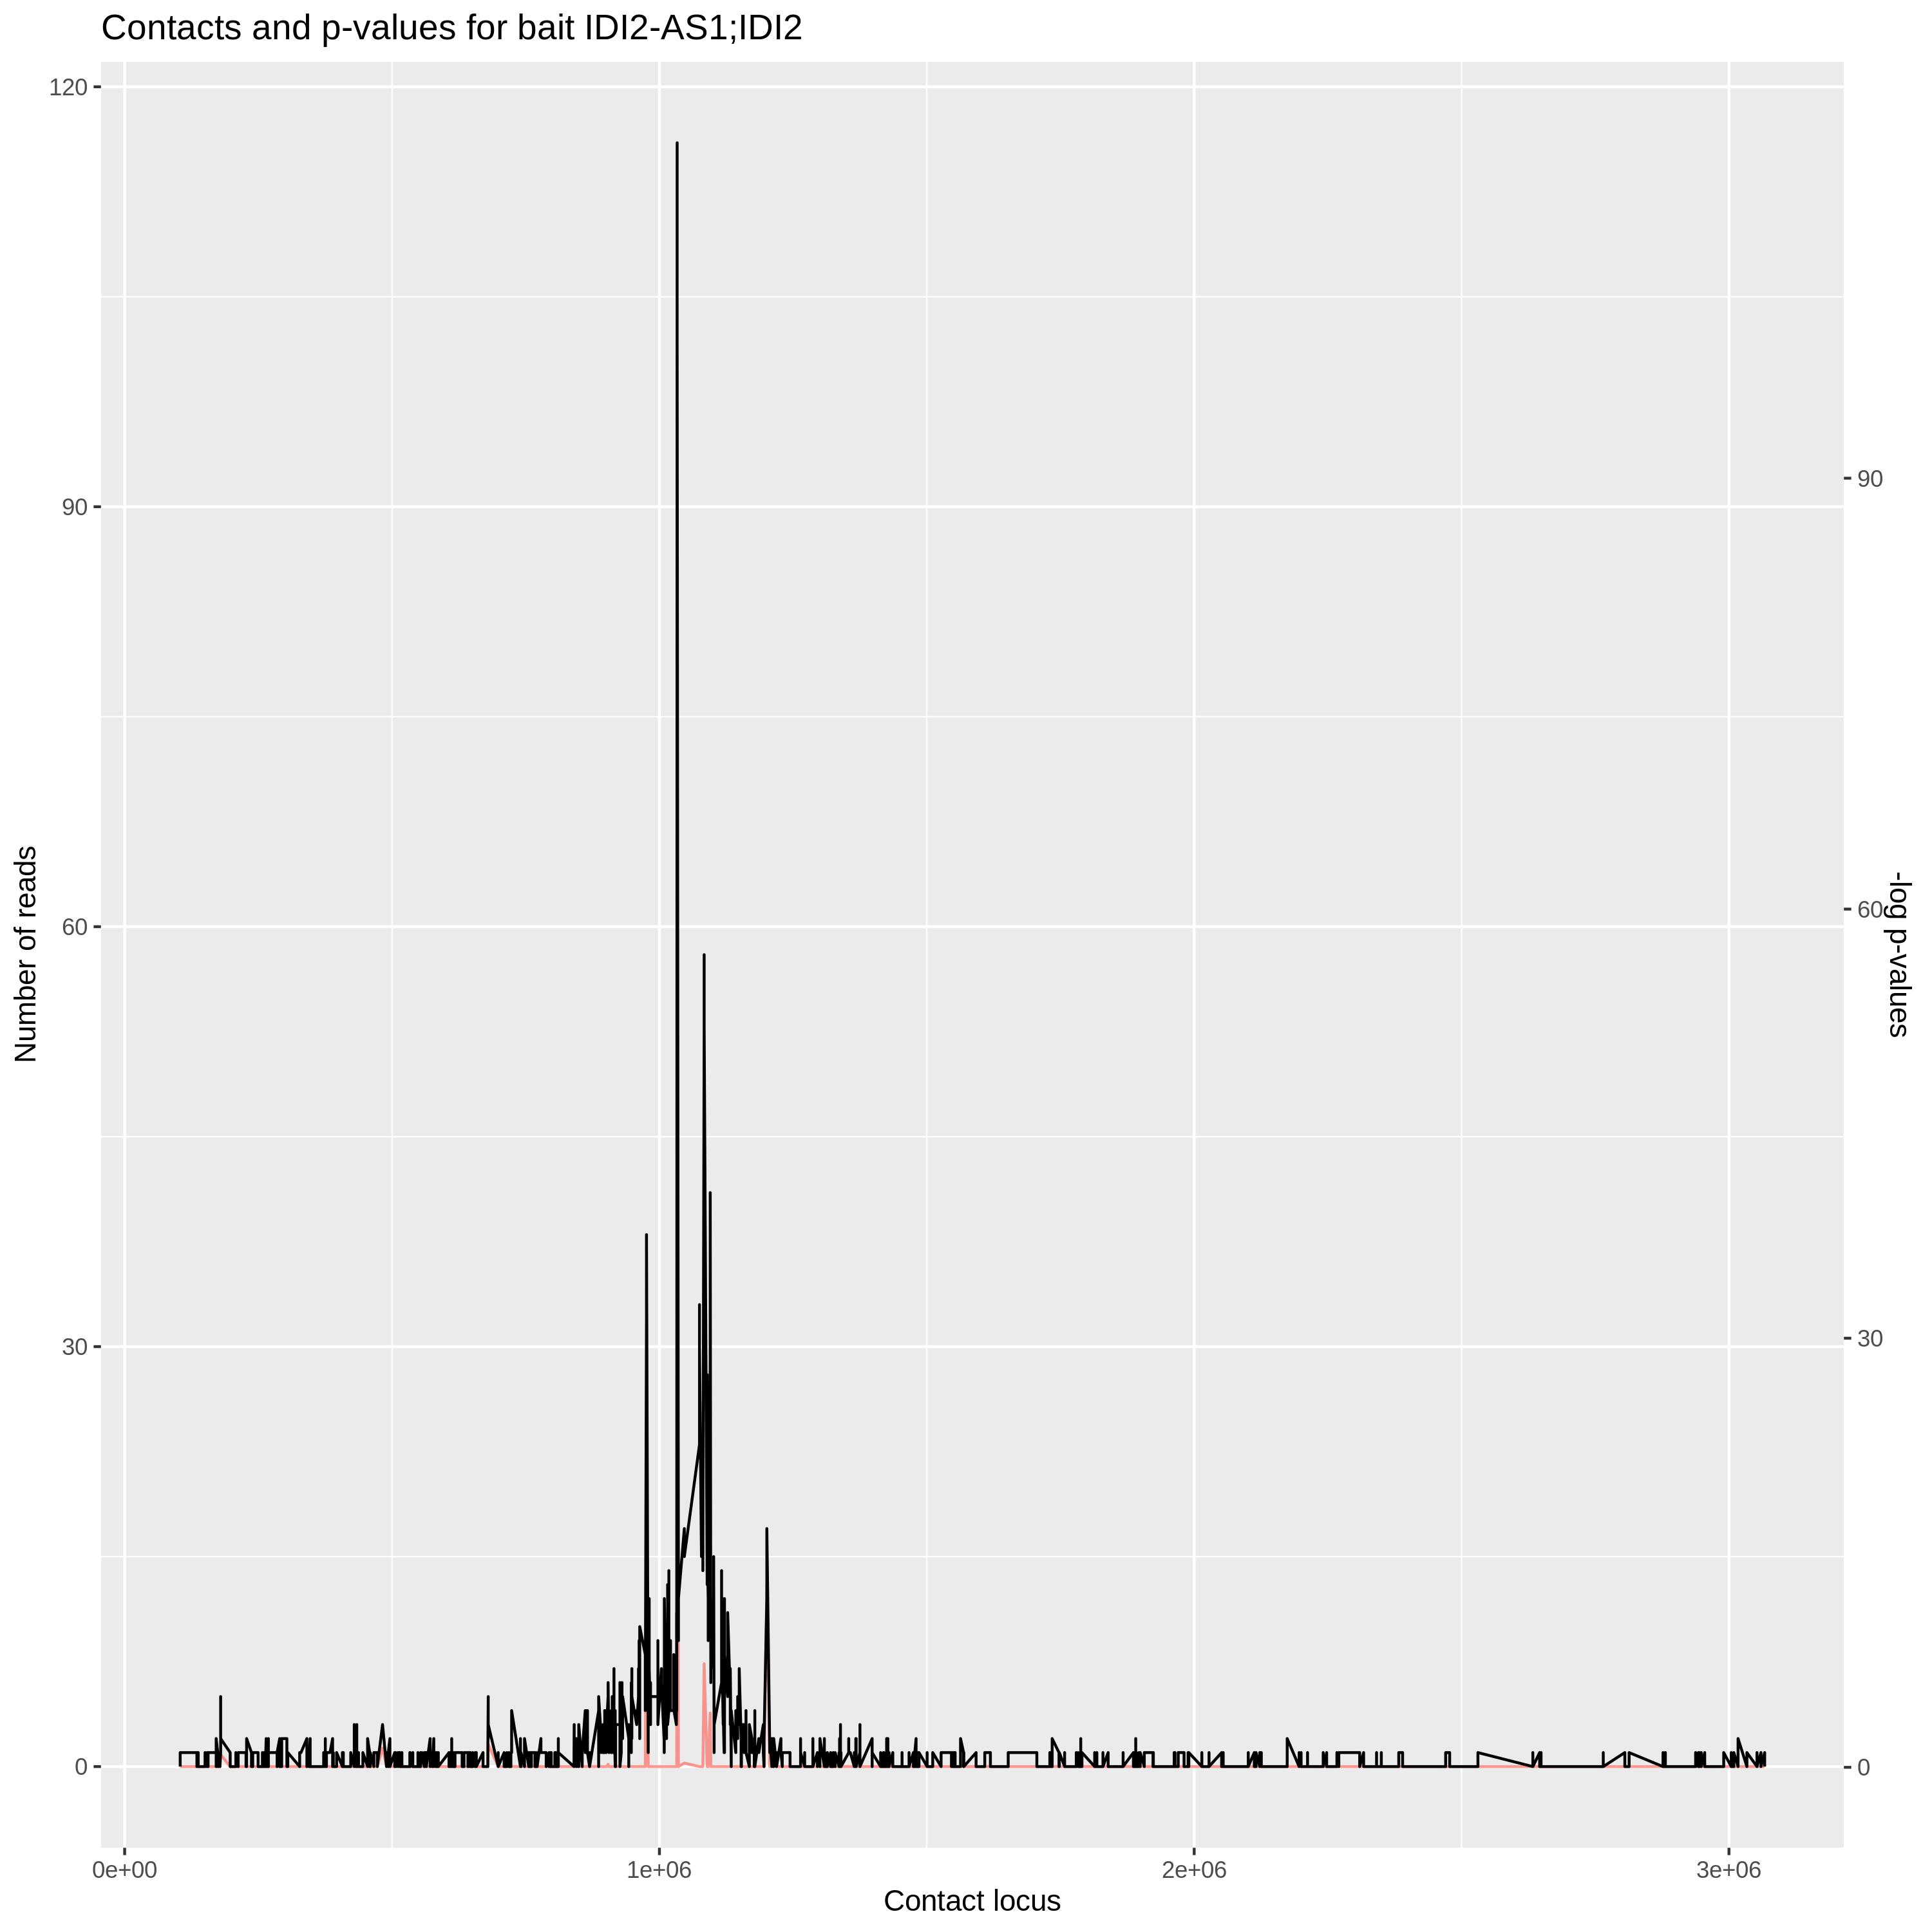 Contacts and p-values for bait IDI2-AS1;IDI2
120
90
60
30
0
Number of reads
90
60
30
0
-log p-values
0e+00
1e+06
2e+06
3e+06
Contact locus